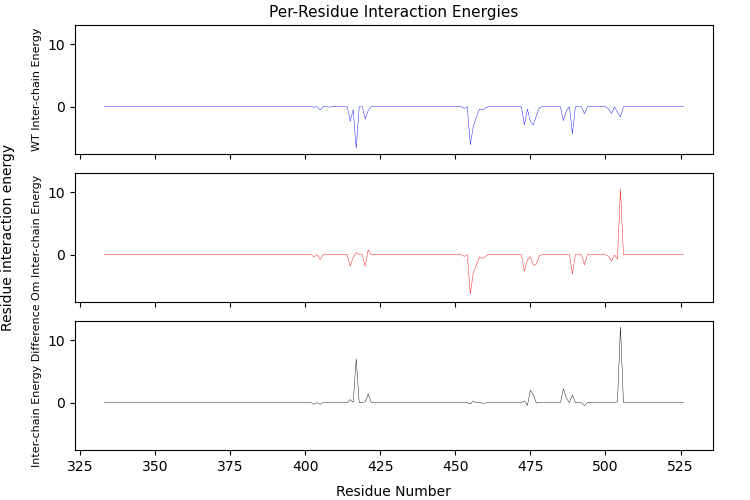 Per-Residue Interaction Energies
Residue interaction energy
WT Inter-chain Energy
10
0
Om Inter-chain Energy
10
0
Inter-chain Energy Difference
10
0
325 350 375 400 425 450 475 500 525
Residue Number